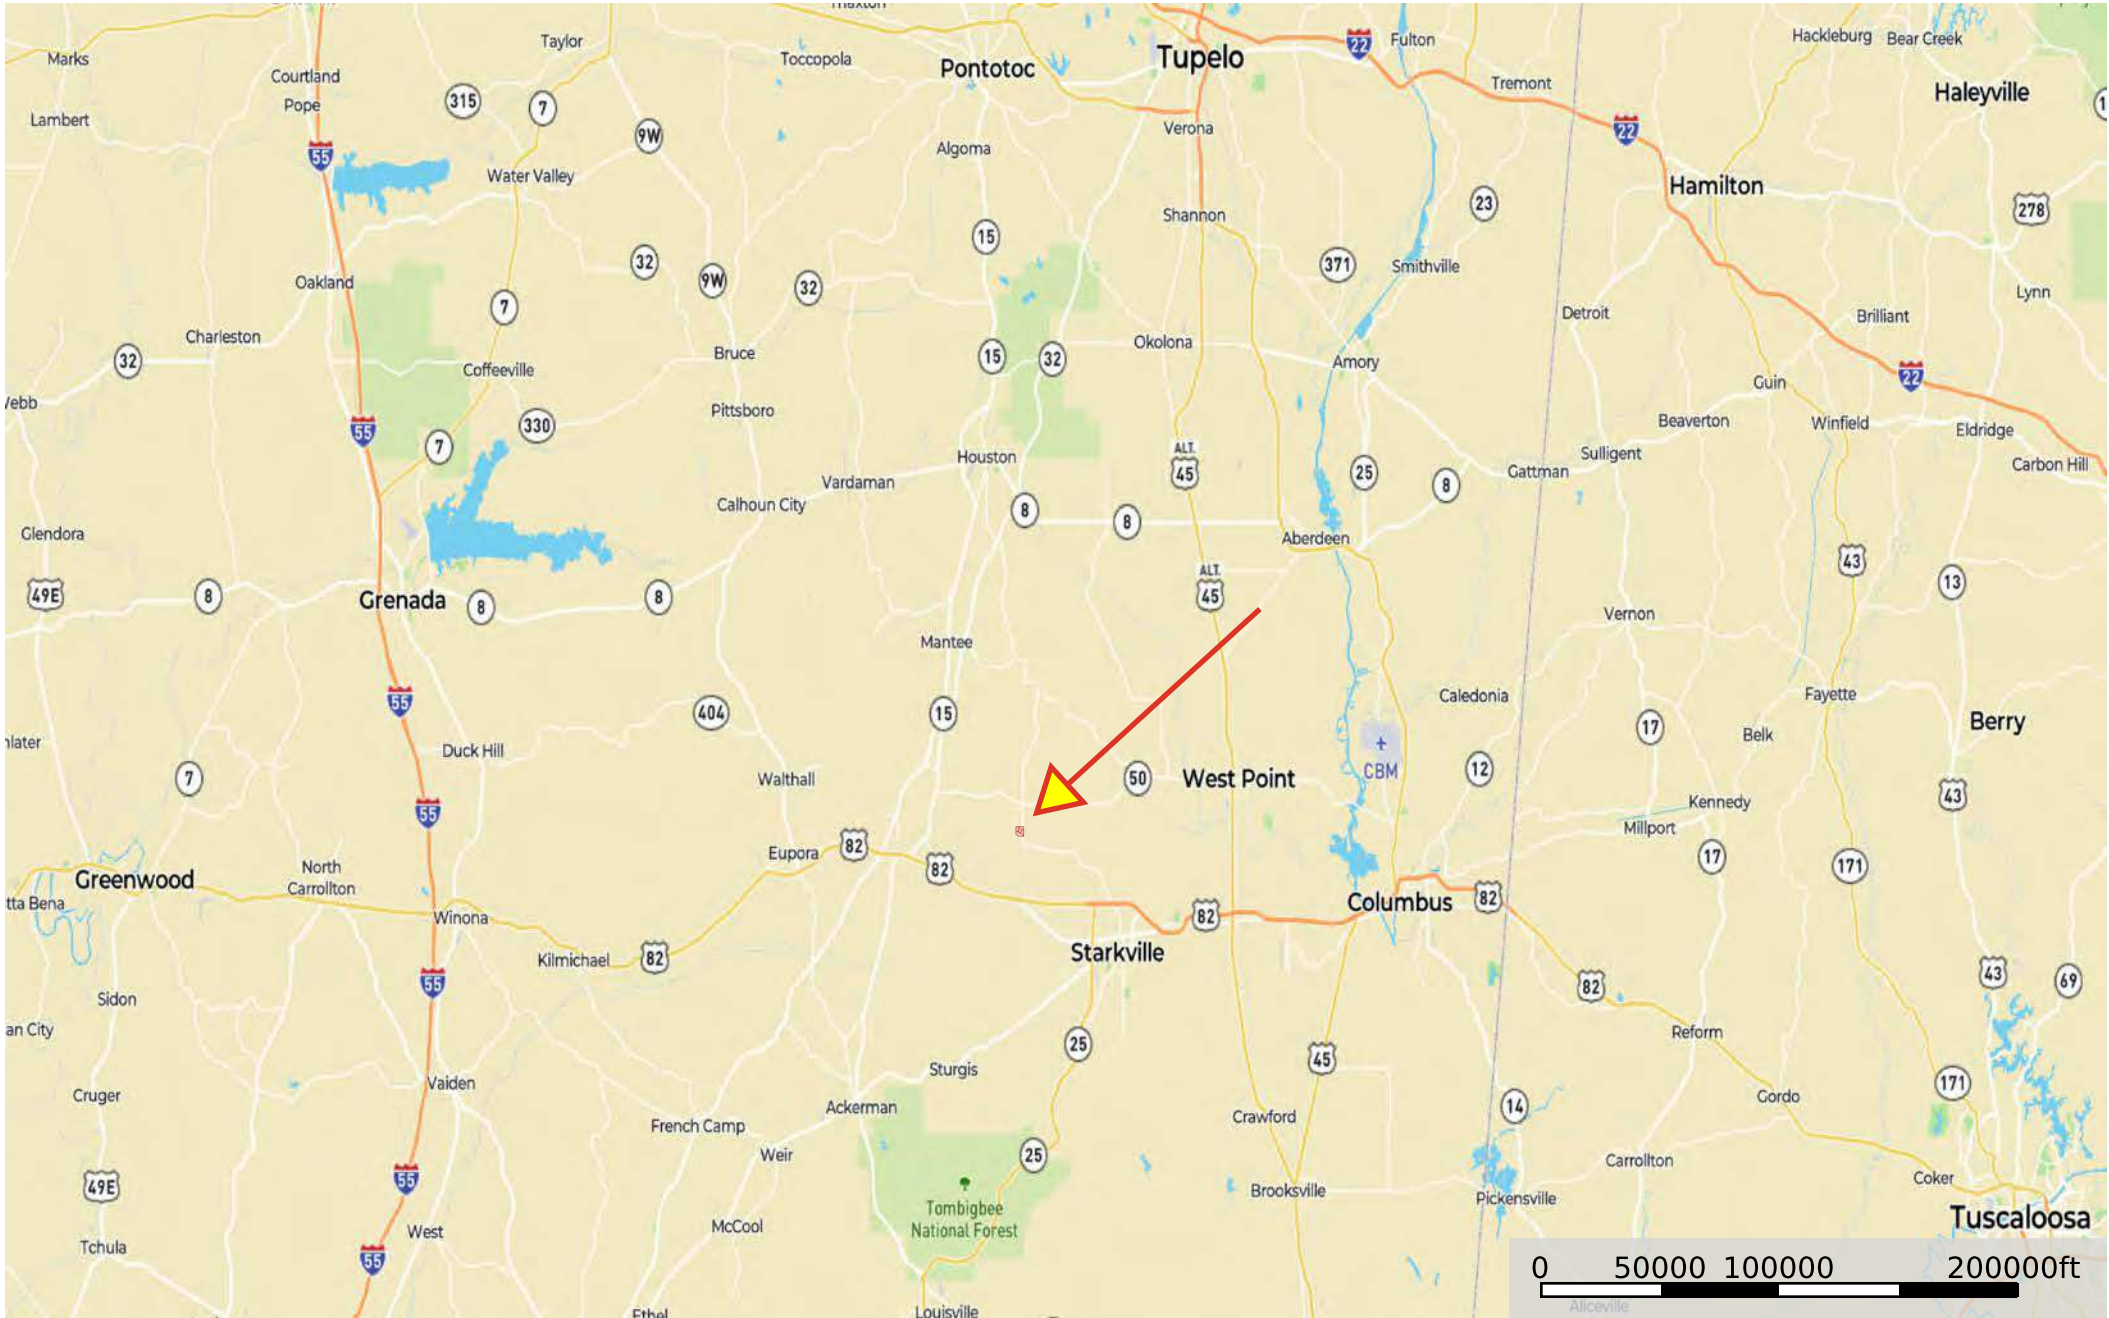 Marks
Taylor
Toccopola
Pontotoc
Tupelo
22
Fulton
Hackleburg
Bear Creek
Courtland
Pope
Tremont
Haleyville
Lambert
315
7
9W
55
Verona
22
Algoma
Water Valley
Hamilton
23
278
Shannon
15
32
371
Smithville
9W
32
Oakland
7
Lynn
Detroit
Brilliant
Charleston
32
Okolona
15
32
Bruce
Coffeeville
Amory
22
Guin
Pittsboro
330
55
7
Beaverton
Winfield
Eldridge
ALT.
45
Houston
Sulligent
Gattman
Carbon Hill
25
8
Vardaman
Calhoun City
8
8
Glendora
Aberdeen
43
ALT.
45
13
49E
8
Grenada
8
8
Vernon
Mantee
55
Caledonia
Fayette
404
15
Berry
17
Belk
Duck Hill
CBM
7
Walthall
50
West Point
12
43
Kennedy
55
Millport
82
Eupora
82
17
171
North
Carrollton
Greenwood
Columbus
82
82
Winona
Starkville
Kilmichael
82
55
43
69
82
Sidon
Reform
25
45
Sturgis
Vaiden
171
Cruger
Gordo
Ackerman
14
Crawford
French Camp
Weir
25
Carrollton
55
Coker
49E
Brooksville
Pickensville
Tombigbee
National Forest
Tuscaloosa
McCool
West
Tchula
55
0 50000 100000 200000ft
Aliceville
Louisville